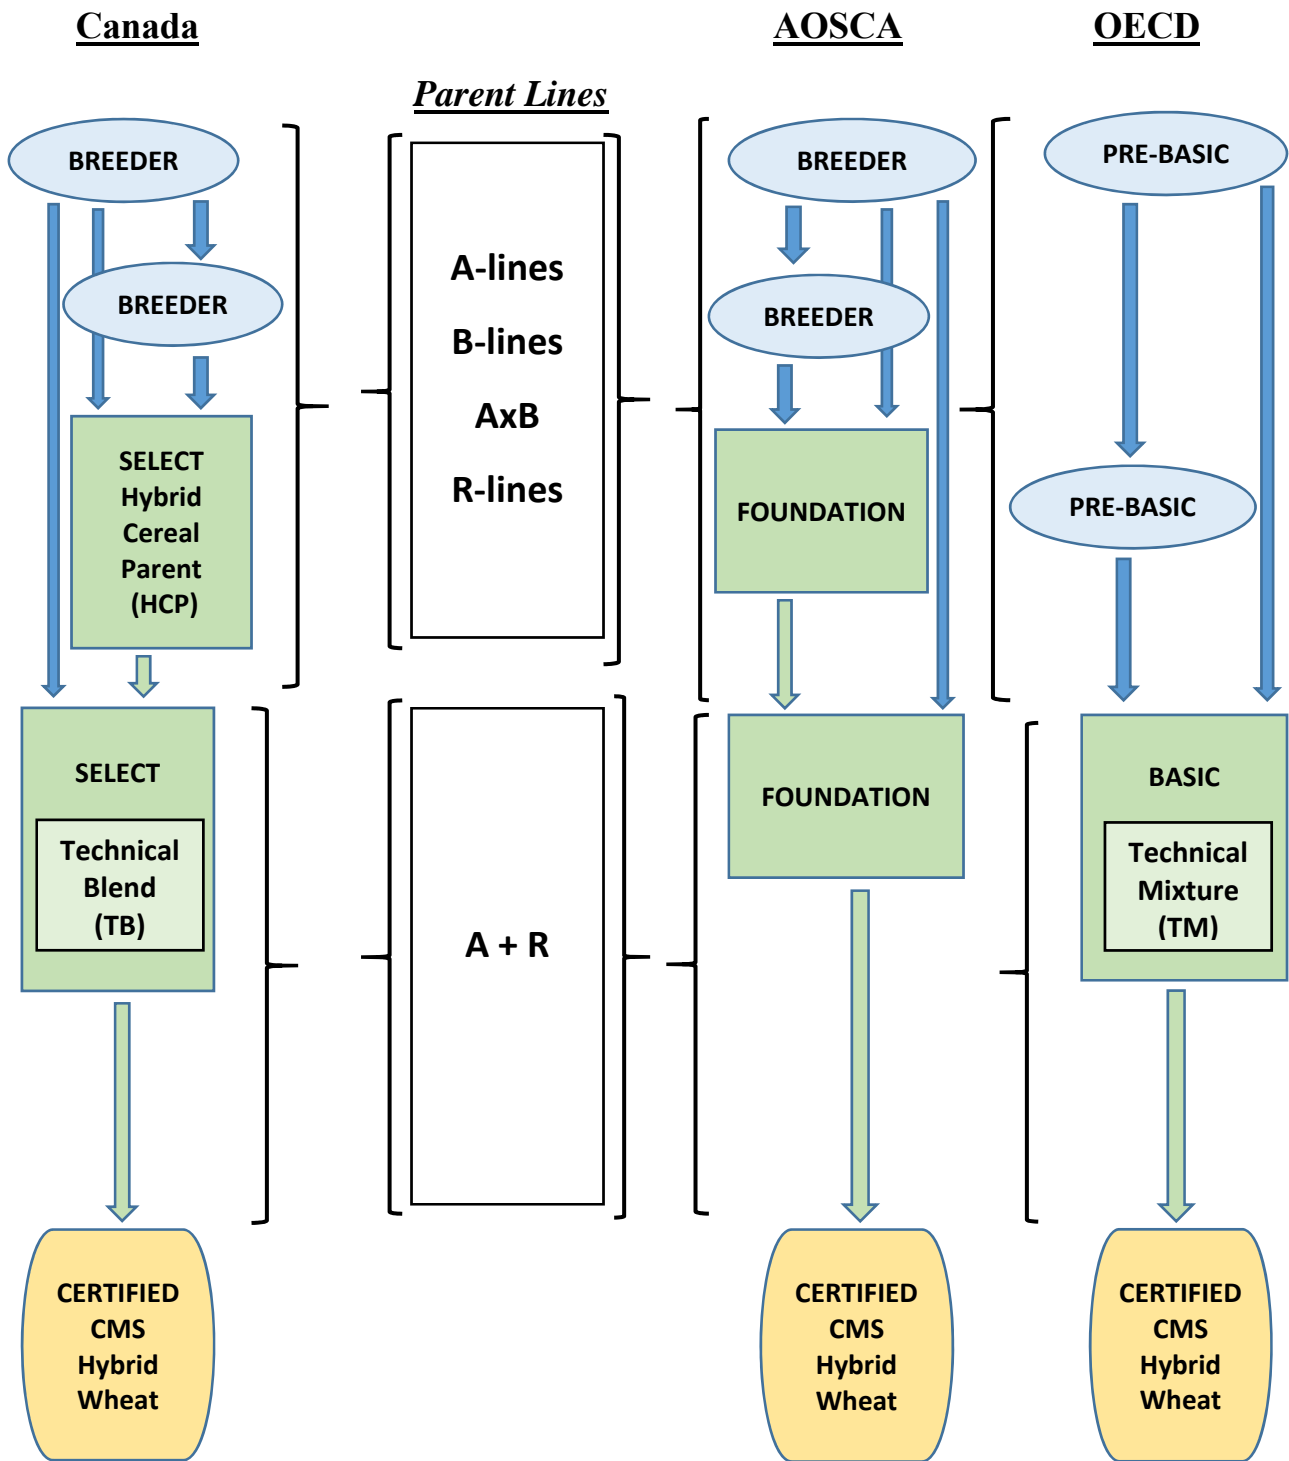 Canada
AOSCA
OECD
Parent Lines
BREEDER
BREEDER
SELECT
Hybrid
Cereal
Parent
(HCP)
SELECT
Technical
Blend
(TB)
CERTIFIED
CMS
Hybrid
Wheat
A-lines
B-lines
AxB
R-lines
A + R
BREEDER
BREEDER
FOUNDATION
FOUNDATION
CERTIFIED
CMS
Hybrid
Wheat
PRE-BASIC
PRE-BASIC
BASIC
Technical
Mixture
(TM)
CERTIFIED
CMS
Hybrid
Wheat